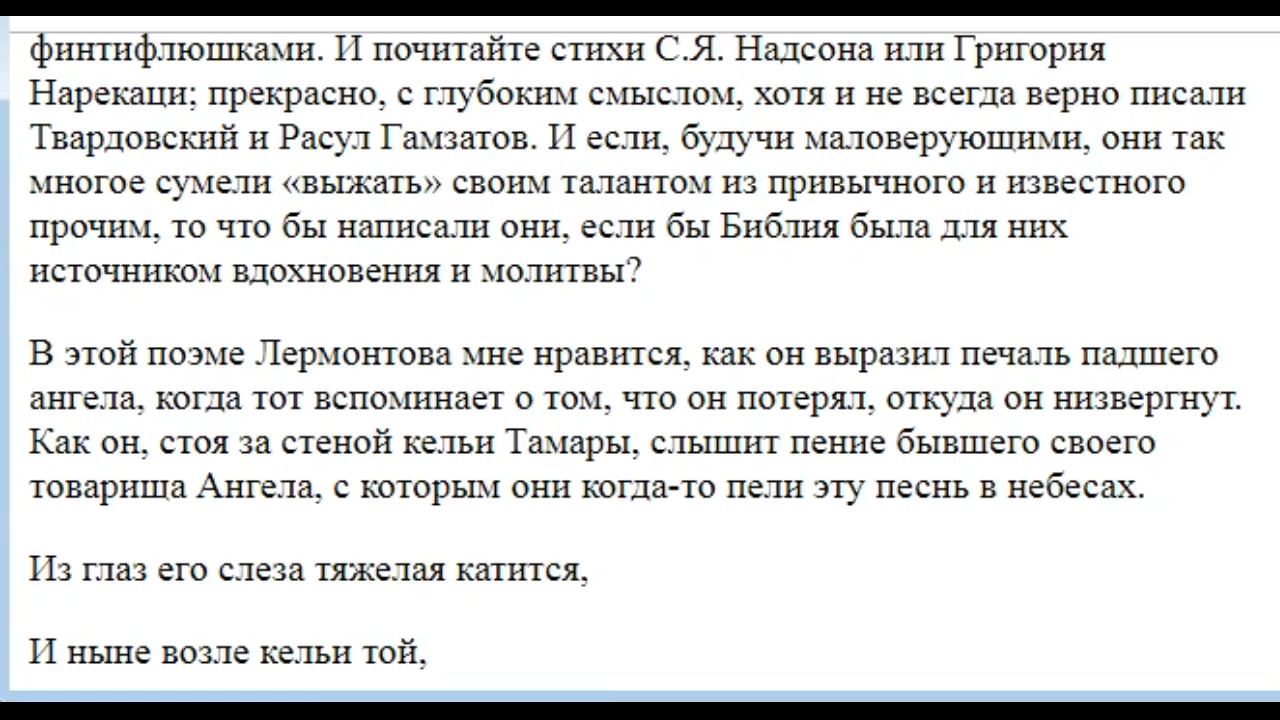 финтифлюшками. И почитайте стихи С.Я. Надсона или Григория
Нарекаци; прекрасно, с глубоким смыслом, хотя и не всегда верно писали
Твардовский и Расул Гамзатов. И если, будучи маловерующими, они так
многое сумели «выжать» своим талантом из привычного и известного
прочим, то что бы написали они, если бы Библия была для них
источником вдохновения и молитвы?
В этой поэме Лермонтова мне нравится, как он выразил печаль падшего
ангела, когда тот вспоминает о том, что он потерял, откуда он низвергнут.
Как он, стоя за стеной кельи Тамары, слышит пение бывшего своего
товарища Ангела, с которым они когда-то пели эту песнь в небесах.
Из глаз его слеза тяжелая катится,
И ныне возле кельи той,